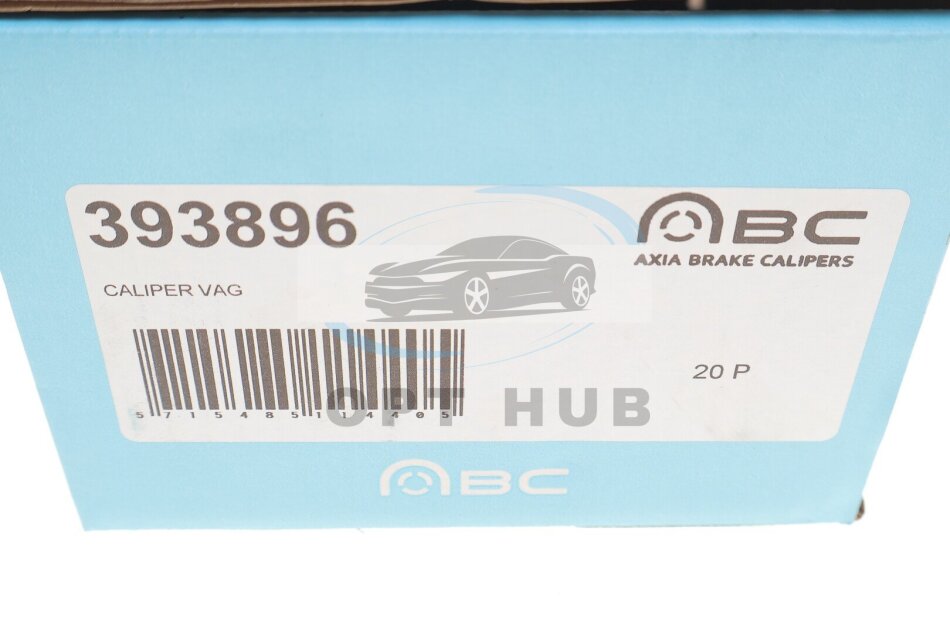 393896
ABC
AXIA BRAKE CALIPERS
CALIPER VAG
20 P
5715485114405
OPT HUB
ABC